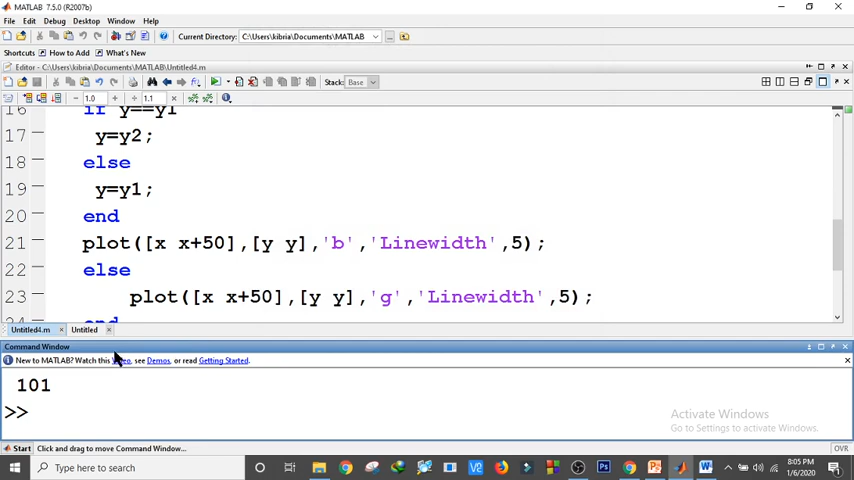 MATLAB 7.5.0 (R2007b)
File Edit Debug Desktop Window Help
Current Directory: C:\Users\kibria\Documents\MATLAB ...
Shortcuts How to Add What's New
Editor - C:\Users\kibria\Documents\MATLAB\Untitled4.m
Stack: Base
1.0 1.1
16 if y==y1
17 y=y2;
18 else
19 y=y1;
20 end
21 plot([x x+50],[y y],'b','Linewidth',5);
22 else
23 plot([x x+50],[y y],'g','Linewidth',5);
24 end
Untitled4.m Untitled
Command Window
New to MATLAB? Watch this Video, see Demos, or read Getting Started.
101
>>
Activate Windows
Go to Settings to activate Windows.
Start Click and drag to move Command Window... OVR
Type here to search
8:05 PM
1/6/2020